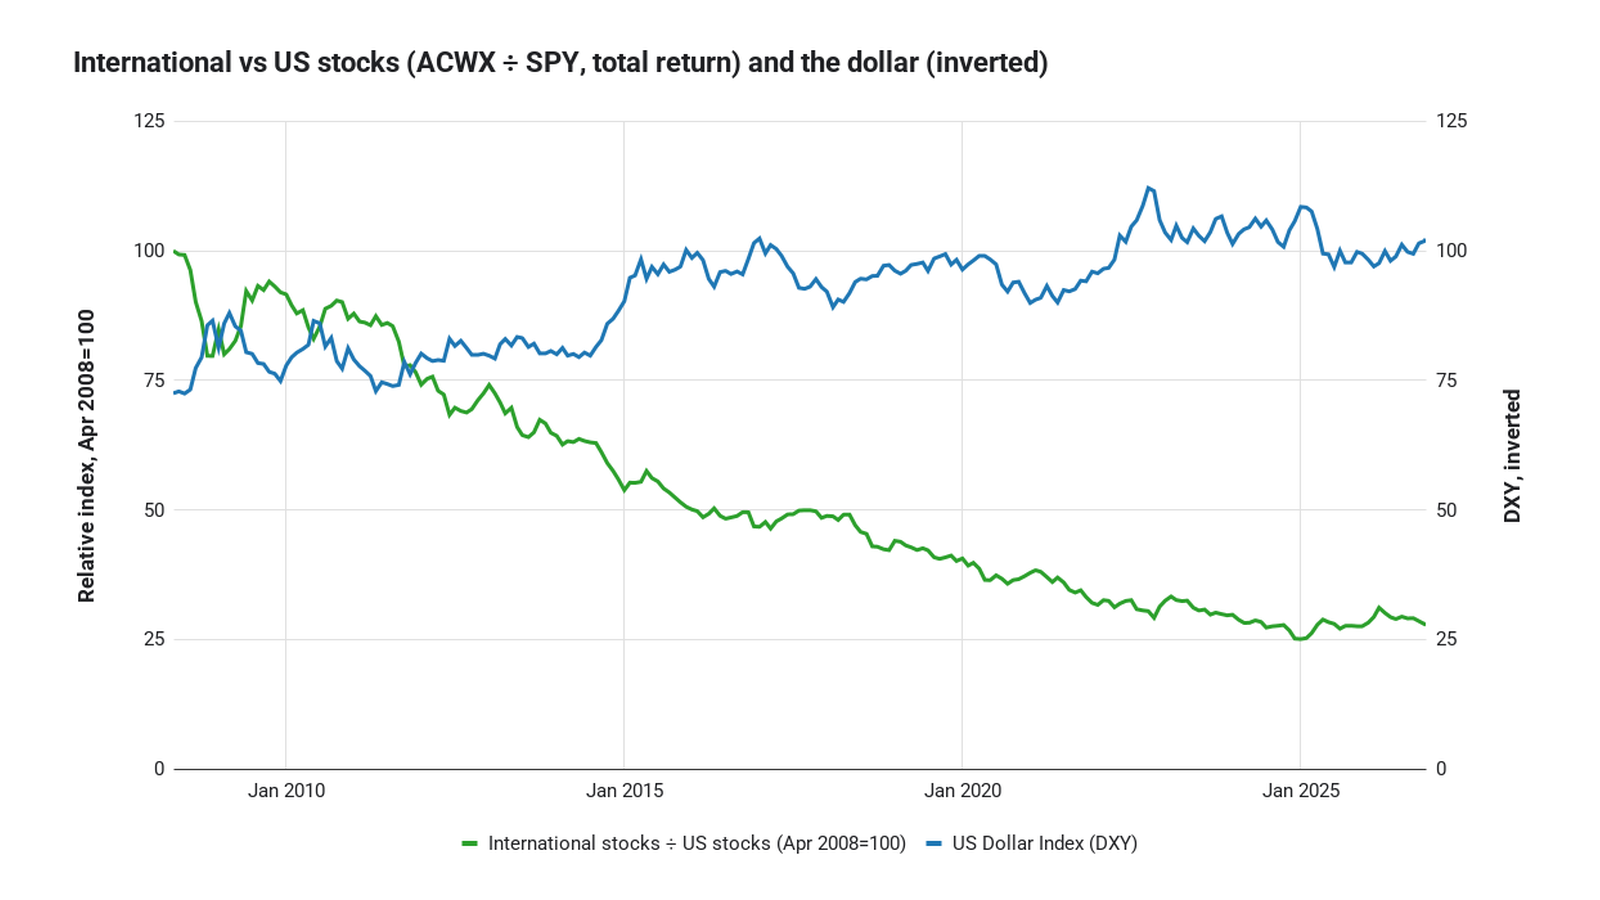 International vs US stocks (ACWX ÷ SPY, total return) and the dollar (inverted)
125
100
75
50
25
0
Relative index, Apr 2008=100
125
100
75
50
25
0
DXY, inverted
Jan 2010
Jan 2015
Jan 2020
Jan 2025
International stocks ÷ US stocks (Apr 2008=100)
US Dollar Index (DXY)